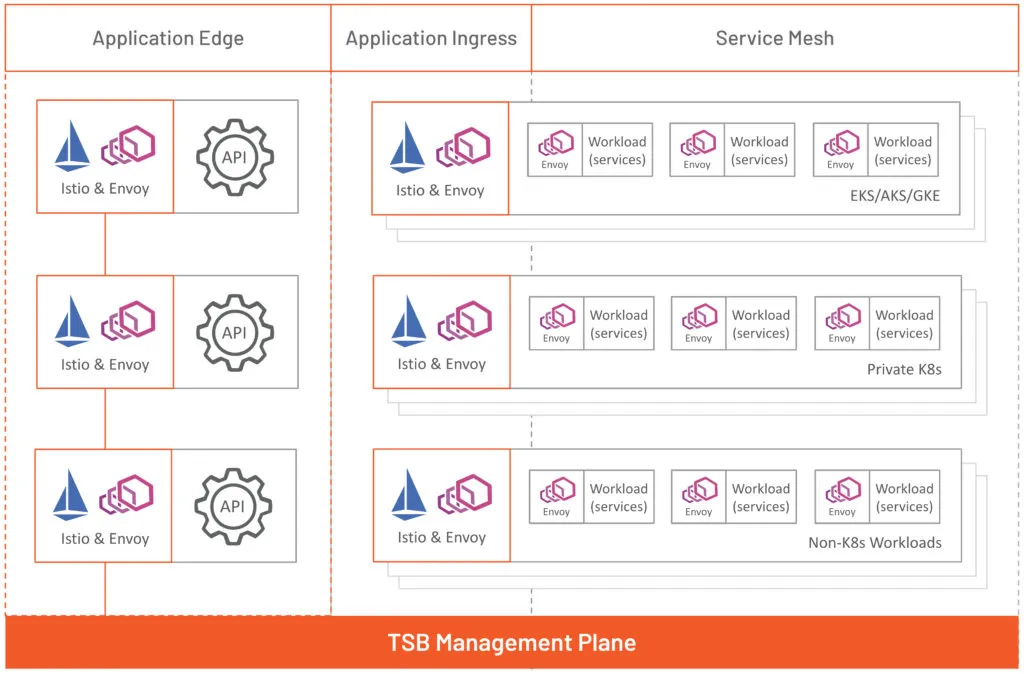 Application Edge
Application Ingress
Service Mesh
Istio & Envoy
API
Istio & Envoy
Envoy
Workload
(services)
Envoy
Workload
(services)
Envoy
Workload
(services)
EKS/AKS/GKE
Istio & Envoy
API
Istio & Envoy
Envoy
Workload
(services)
Envoy
Workload
(services)
Envoy
Workload
(services)
Private K8s
Istio & Envoy
API
Istio & Envoy
Envoy
Workload
(services)
Envoy
Workload
(services)
Envoy
Workload
(services)
Non-K8s Workloads
TSB Management Plane